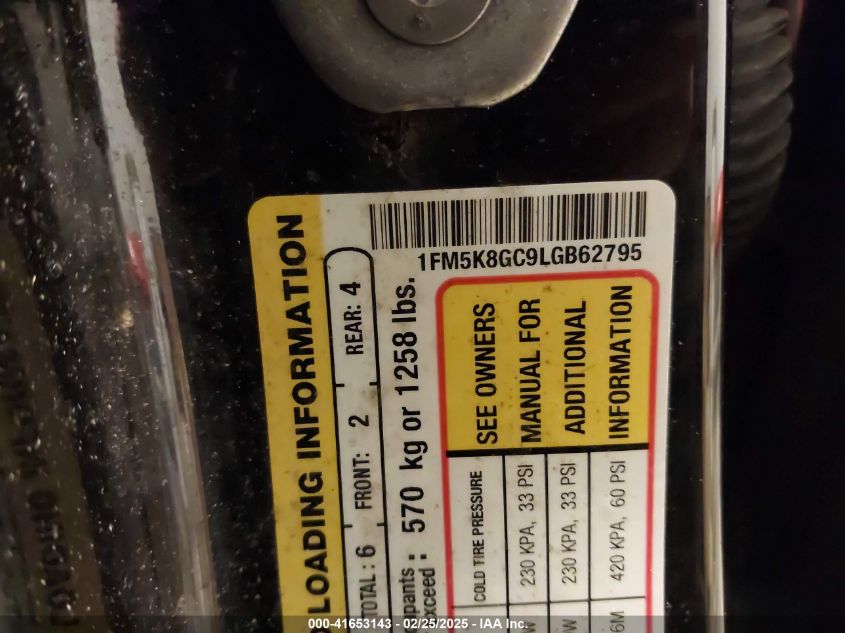 1FM5K8GC9LGB62795
LOADING INFORMATION
TOTAL: 6 FRONT: 2 REAR: 4
exceed: 570 kg or 1258 lbs.
COLD TIRE PRESSURE
230 KPA, 33 PSI
230 KPA, 33 PSI
420 KPA, 60 PSI
SEE OWNERS
MANUAL FOR
ADDITIONAL
INFORMATION
000-41653143 - 02/25/2025 - IAA Inc.